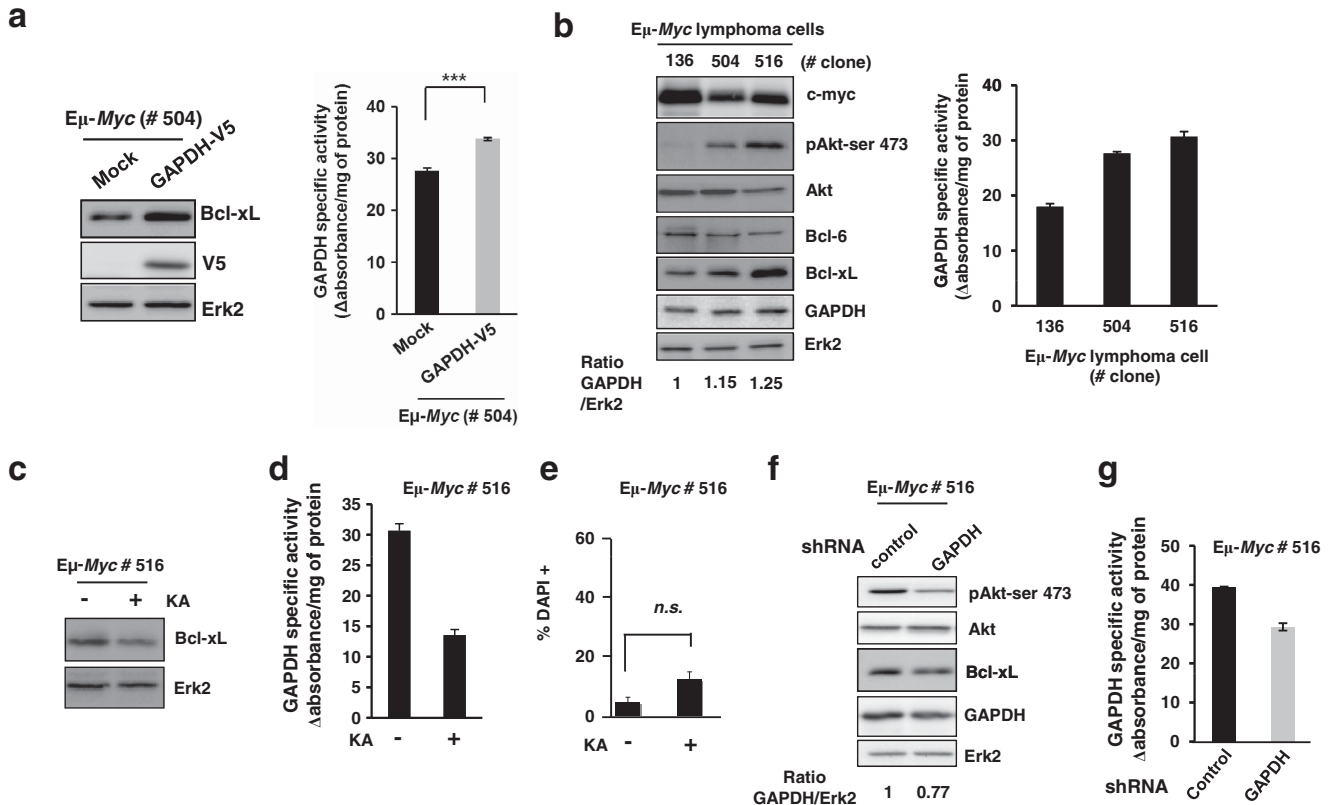 a
Eμ-Myc (# 504)
Mock
GAPDH-V5
Bcl-xL
V5
Erk2
GAPDH specific activity
(Δabsorbance/mg of protein)
40
30
20
10
0
***
Mock
GAPDH-V5
Eμ-Myc (# 504)
b
Eμ-Myc lymphoma cells
136 504 516 (# clone)
c-myc
pAkt-ser 473
Akt
Bcl-6
Bcl-xL
GAPDH
Erk2
Ratio
GAPDH
/Erk2
1 1.15 1.25
GAPDH specific activity
(Δabsorbance/mg of protein
40
30
20
10
0
136 504 516
Eμ-Myc lymphoma cell
(# clone)
c
Eμ-Myc # 516
- + KA
Bcl-xL
Erk2
d
Eμ-Myc # 516
GAPDH specific activity
Δabsorbance/mg of protein
35
30
25
20
15
10
5
0
KA - +
e
Eμ-Myc # 516
% DAPI +
60
40
20
0
n.s.
KA - +
f
Eμ-Myc # 516
shRNA control GAPDH
pAkt-ser 473
Akt
Bcl-xL
GAPDH
Erk2
Ratio
GAPDH/Erk2 1 0.77
g
Eμ-Myc # 516
GAPDH specific activity
Δabsorbance/mg of protein
50
40
30
20
10
0
shRNA Control GAPDH